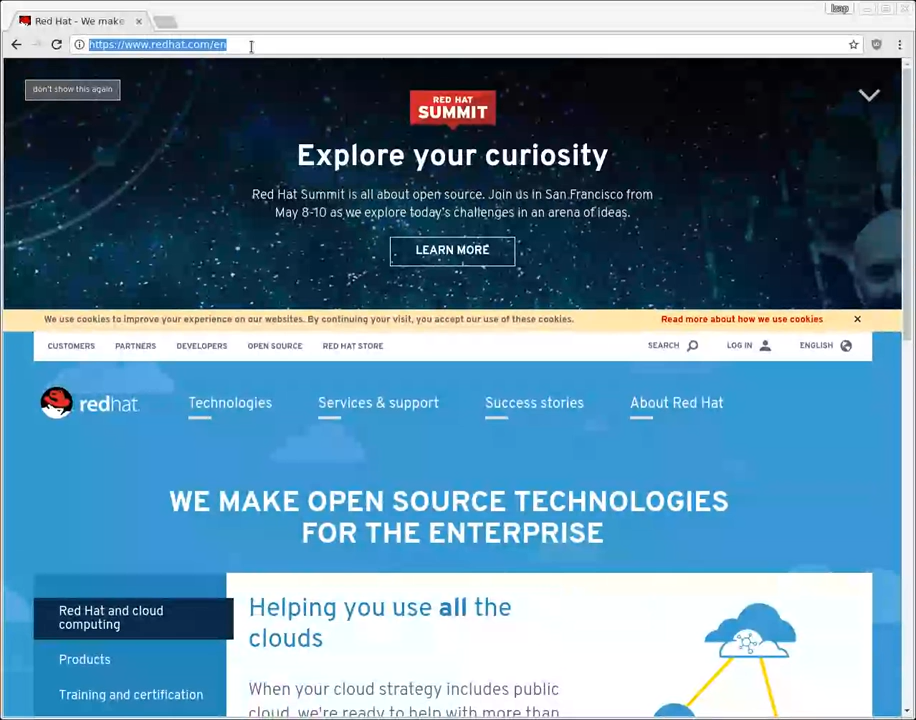 leap
Red Hat - We make
https://www.redhat.com/en
don't show this again
RED HAT
SUMMIT
Explore your curiosity
Red Hat Summit is all about open source. Join us in San Francisco from
May 8-10 as we explore today's challenges in an arena of ideas.
LEARN MORE
We use cookies to improve your experience on our websites. By continuing your visit, you accept our use of these cookies.
Read more about how we use cookies
CUSTOMERS PARTNERS DEVELOPERS OPEN SOURCE RED HAT STORE SEARCH LOG IN ENGLISH
redhat.
Technologies Services & support Success stories About Red Hat
WE MAKE OPEN SOURCE TECHNOLOGIES
FOR THE ENTERPRISE
Red Hat and cloud
computing
Products
Training and certification
Helping you use all the
clouds
When your cloud strategy includes public
cloud, we're ready to help with more than